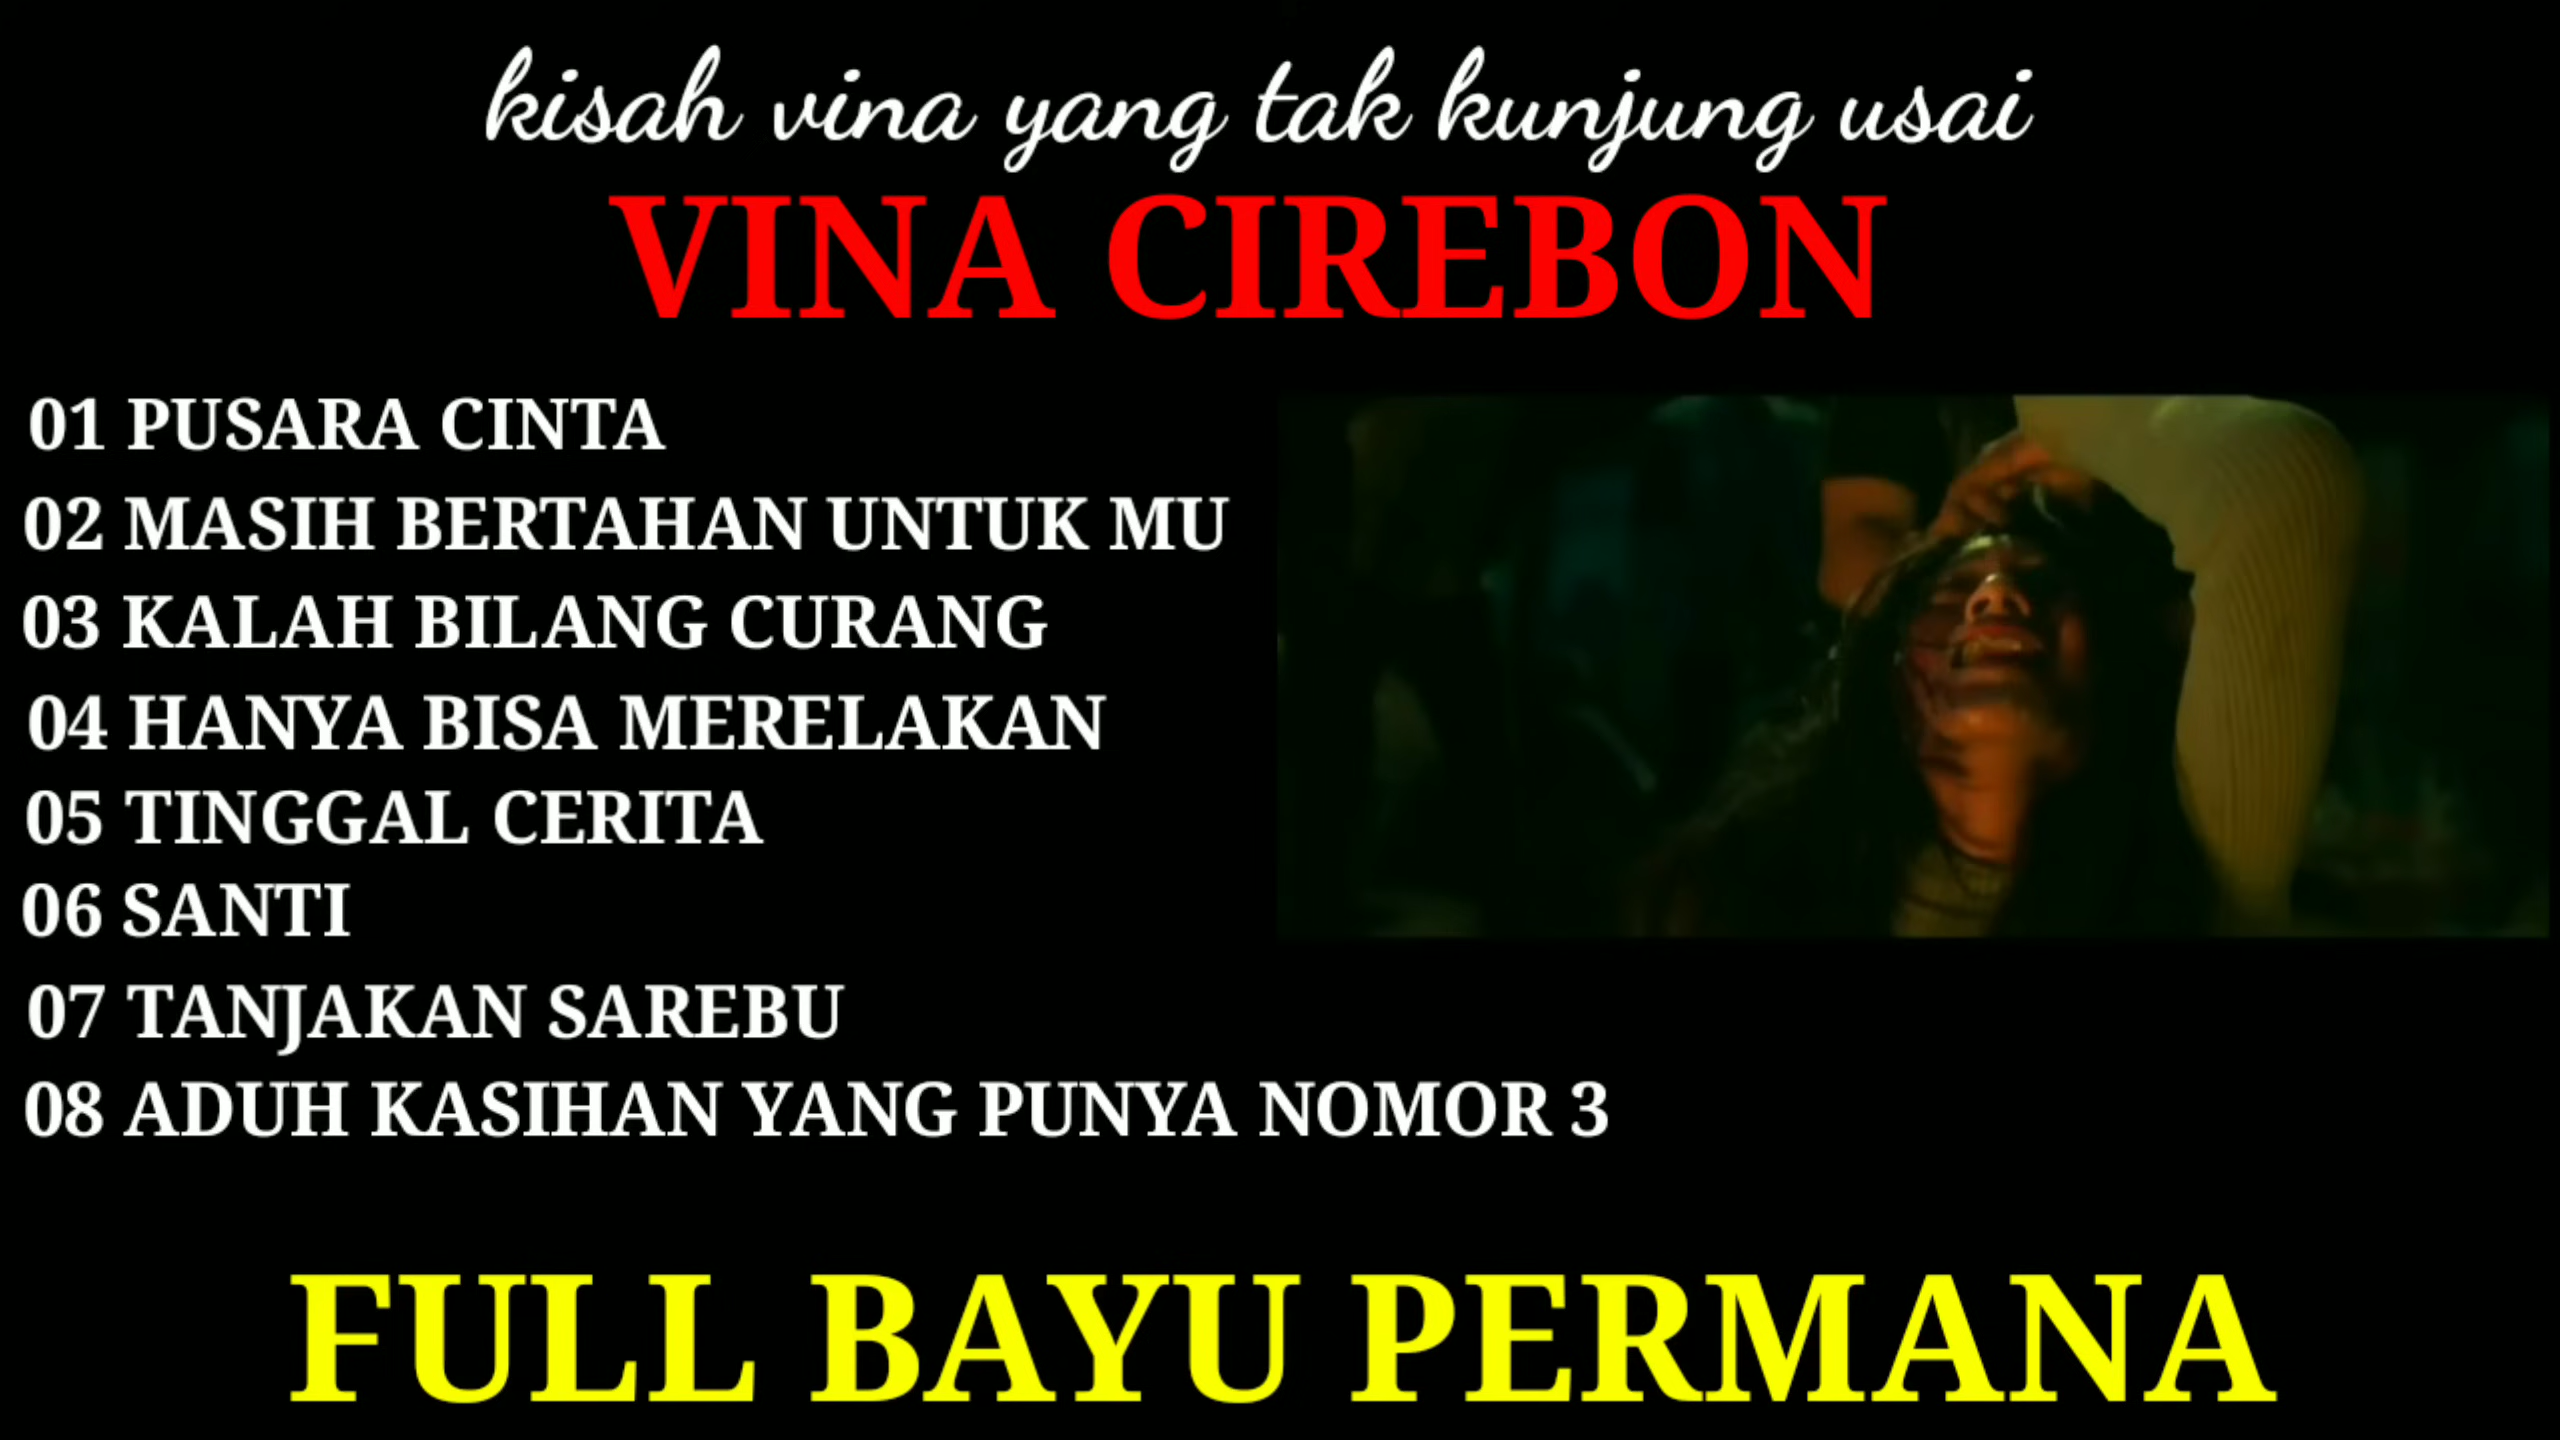 kisah vina yang tak kunjung usai
VINA CIREBON
01 PUSARA CINTA
02 MASIH BERTAHAN UNTUK MU
03 KALAH BILANG CURANG
04 HANYA BISA MERELAKAN
05 TINGGAL CERITA
06 SANTI
07 TANJAKAN SAREBU
08 ADUH KASIHAN YANG PUNYA NOMOR 3
FULL BAYU PERMANA